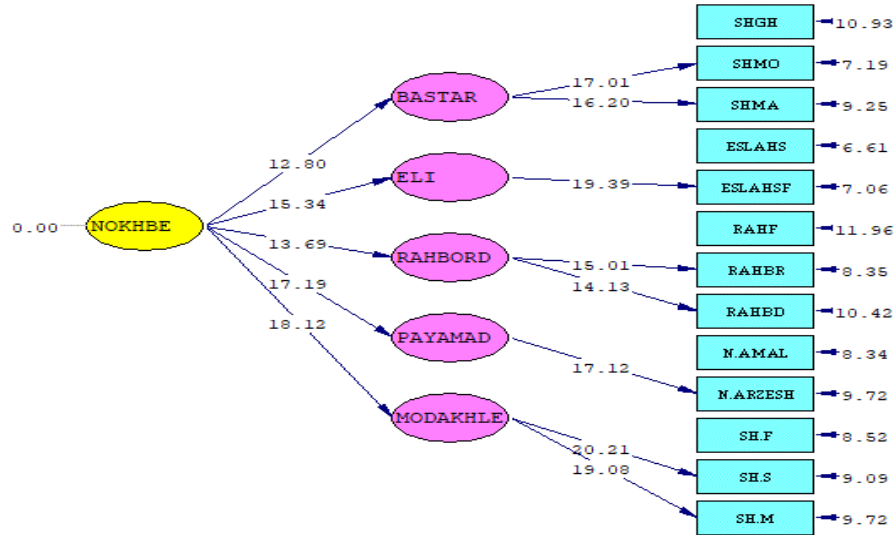 SHGH 10.93
SHMO 7.19
17.01
BASTAR
16.20
SHMA 9.25
ESLAHS 6.61
12.80
ELI
19.39
ESLAHSF 7.06
15.34
0.00 NOKHBE
RAHF 11.96
13.69
RAHBORD
15.01
RAHBR 8.35
17.19
14.13
RAHBD 10.42
18.12
PAYAMAD
N.AMAL 8.34
17.12
N.ARZESH 9.72
MODAKHLE
SH.F 8.52
20.21
19.08
SH.S 9.09
SH.M 9.72